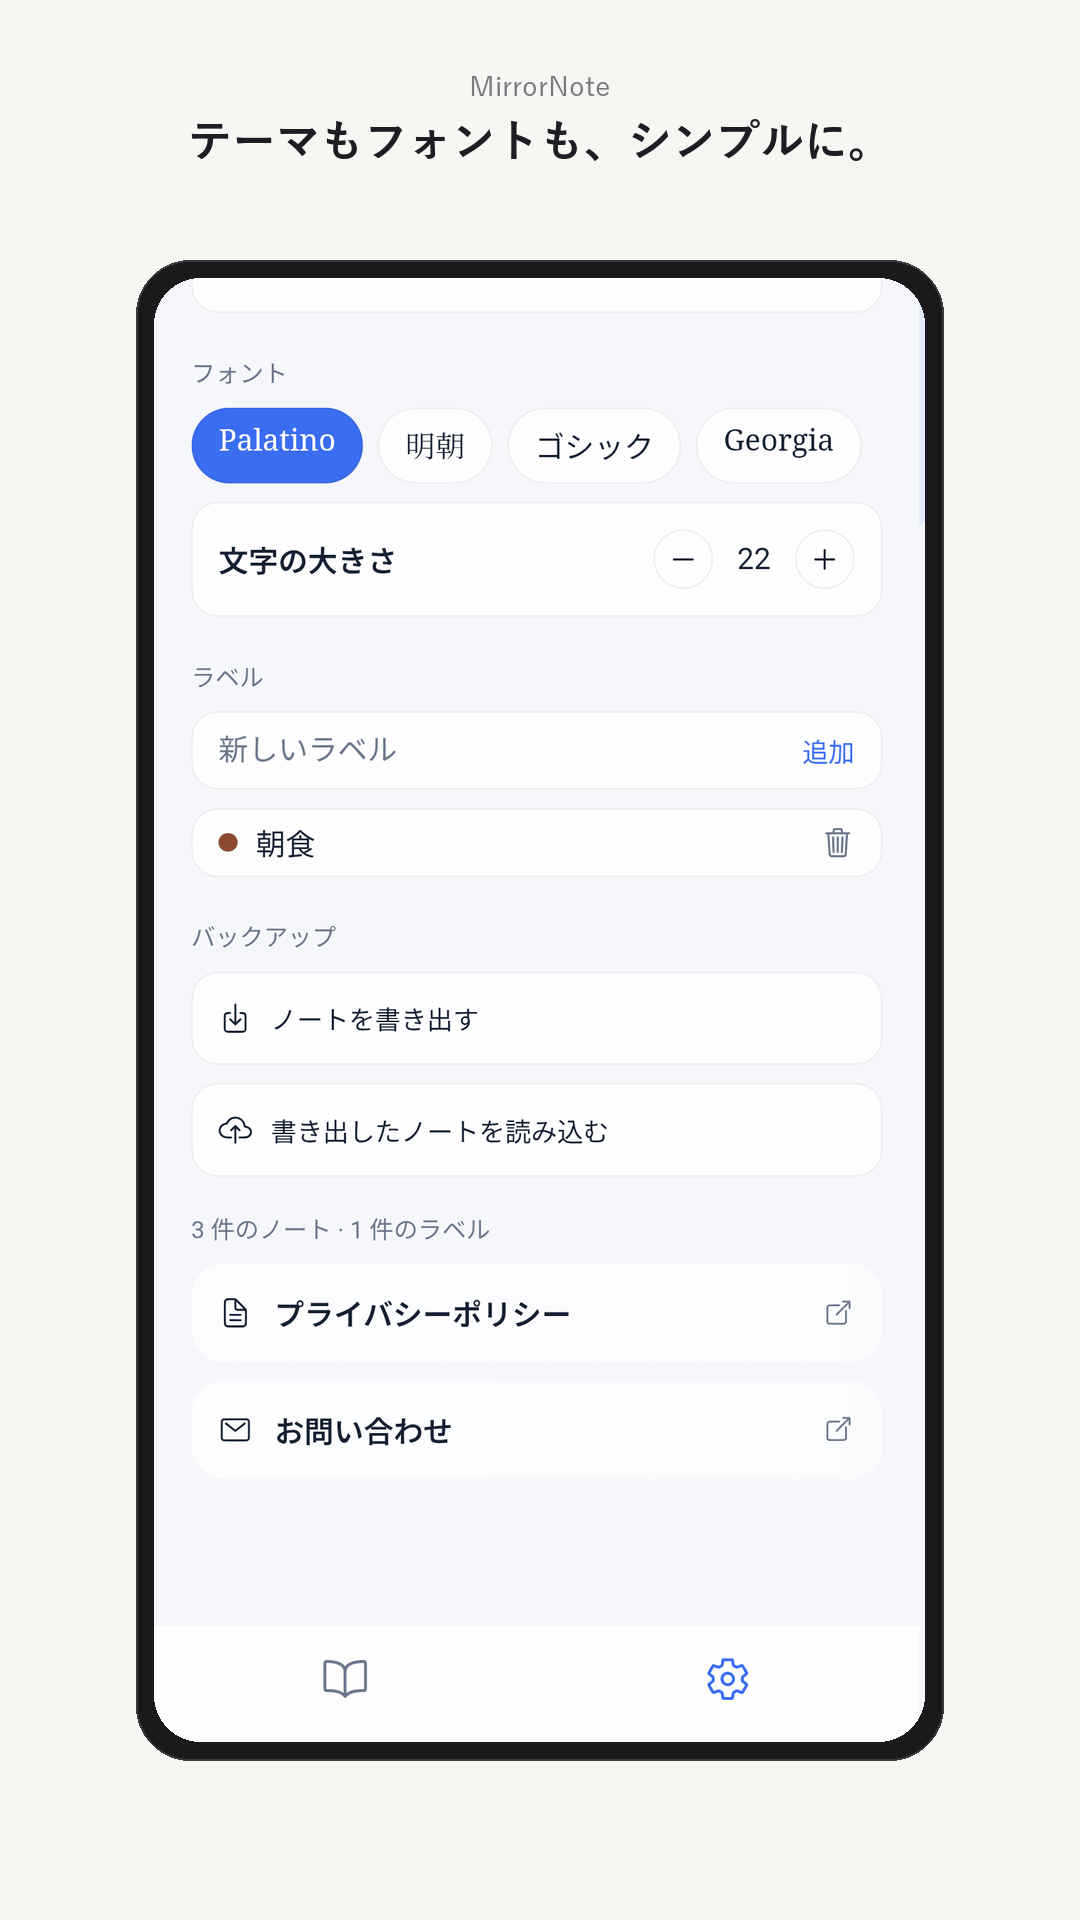 MirrorNote
テーマもフォントも、シンプルに。
フォント
Palatino 明朝 ゴシック Georgia
文字の大きさ − 22 +
ラベル
新しいラベル 追加
朝食
バックアップ
ノートを書き出す
書き出したノートを読み込む
3 件のノート · 1 件のラベル
プライバシーポリシー
お問い合わせ